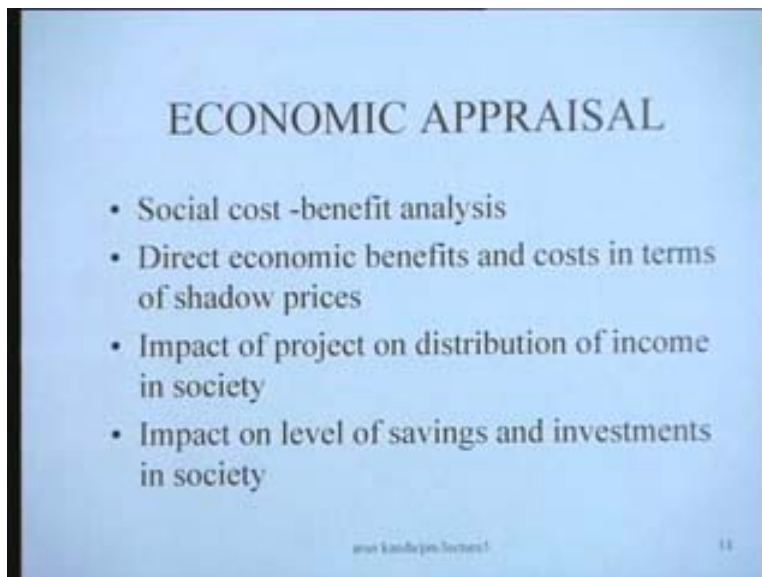 ECONOMIC APPRAISAL
• Social cost -benefit analysis
• Direct economic benefits and costs in terms
of shadow prices
• Impact of project on distribution of income
in society
• Impact on level of savings and investments
in society